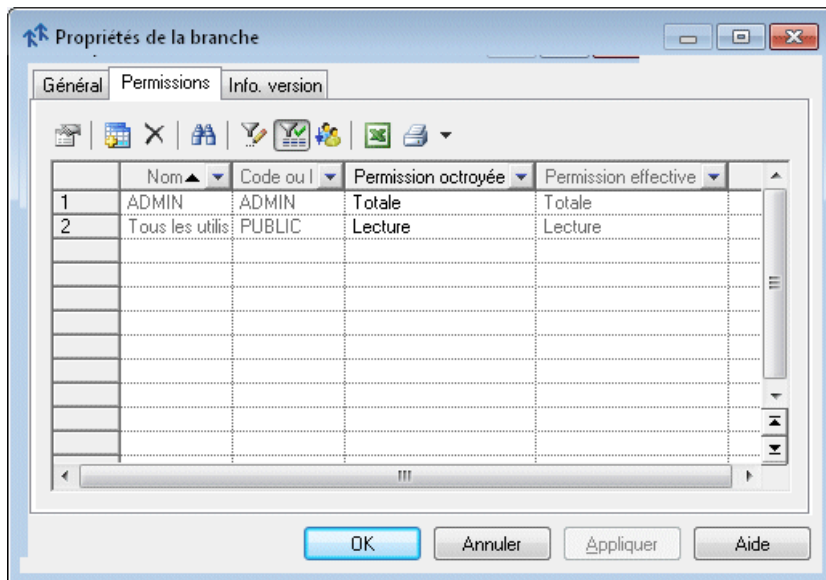 Propriétés de la branche
Général Permissions Info. version
Nom Code ou I Permission octroyée Permission effective
1 ADMIN ADMIN Totale Totale
2 Tous les utilis PUBLIC Lecture Lecture
OK Annuler Appliquer Aide